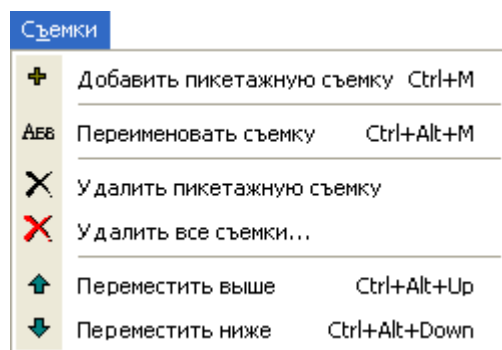 Съемки
Добавить пикетажную съемку Ctrl+M
АБВ Переименовать съемку Ctrl+Alt+M
Удалить пикетажную съемку
Удалить все съемки...
Переместить выше Ctrl+Alt+Up
Переместить ниже Ctrl+Alt+Down